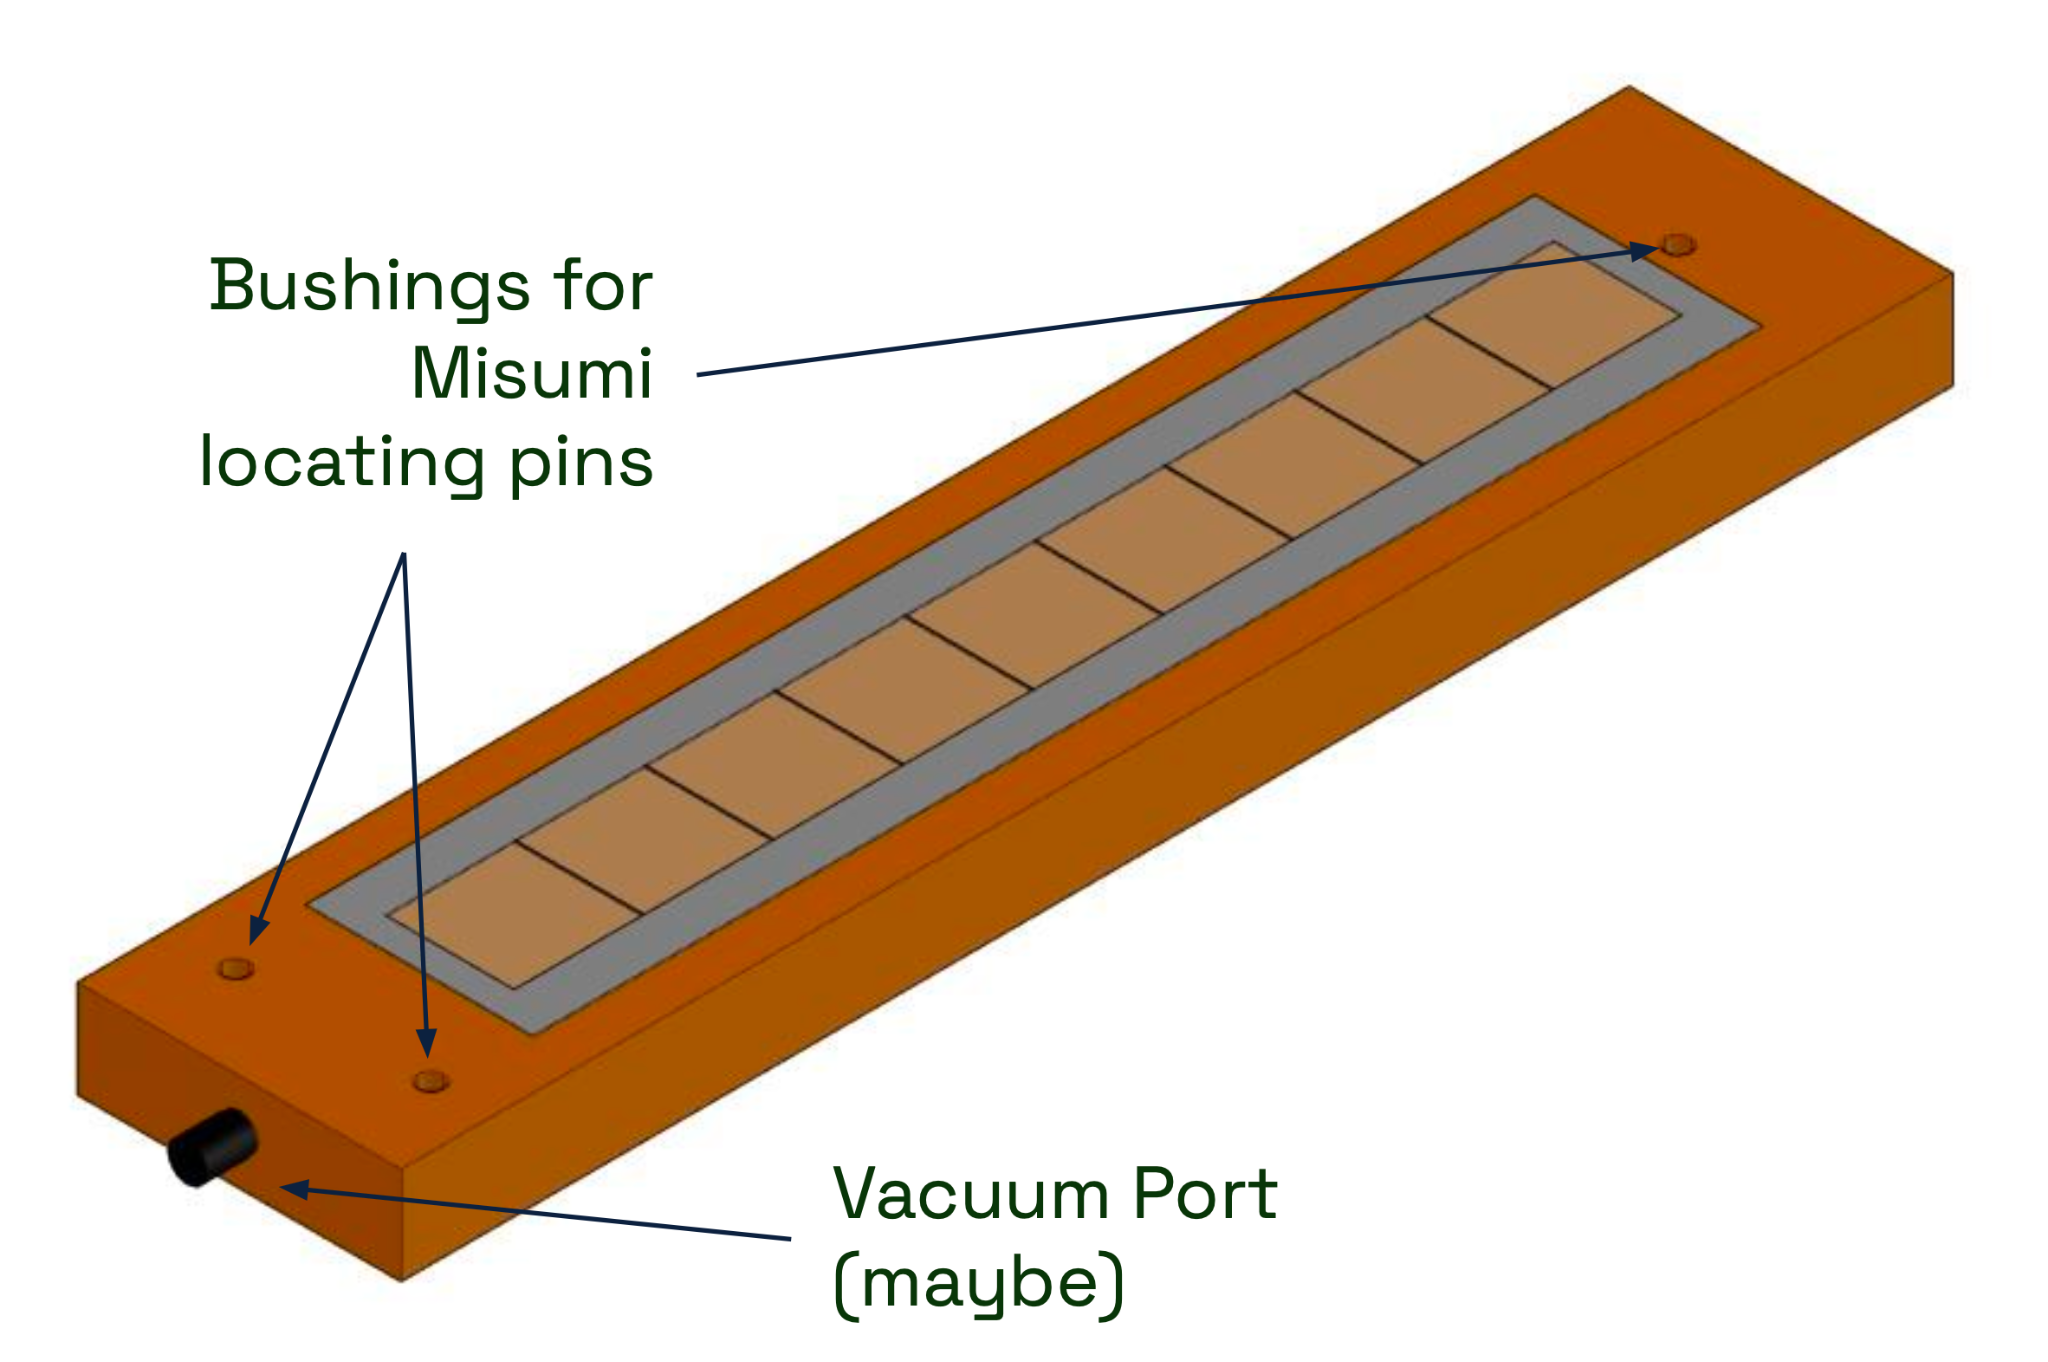 Bushings for
Misumi
locating pins
Vacuum Port
(maybe)